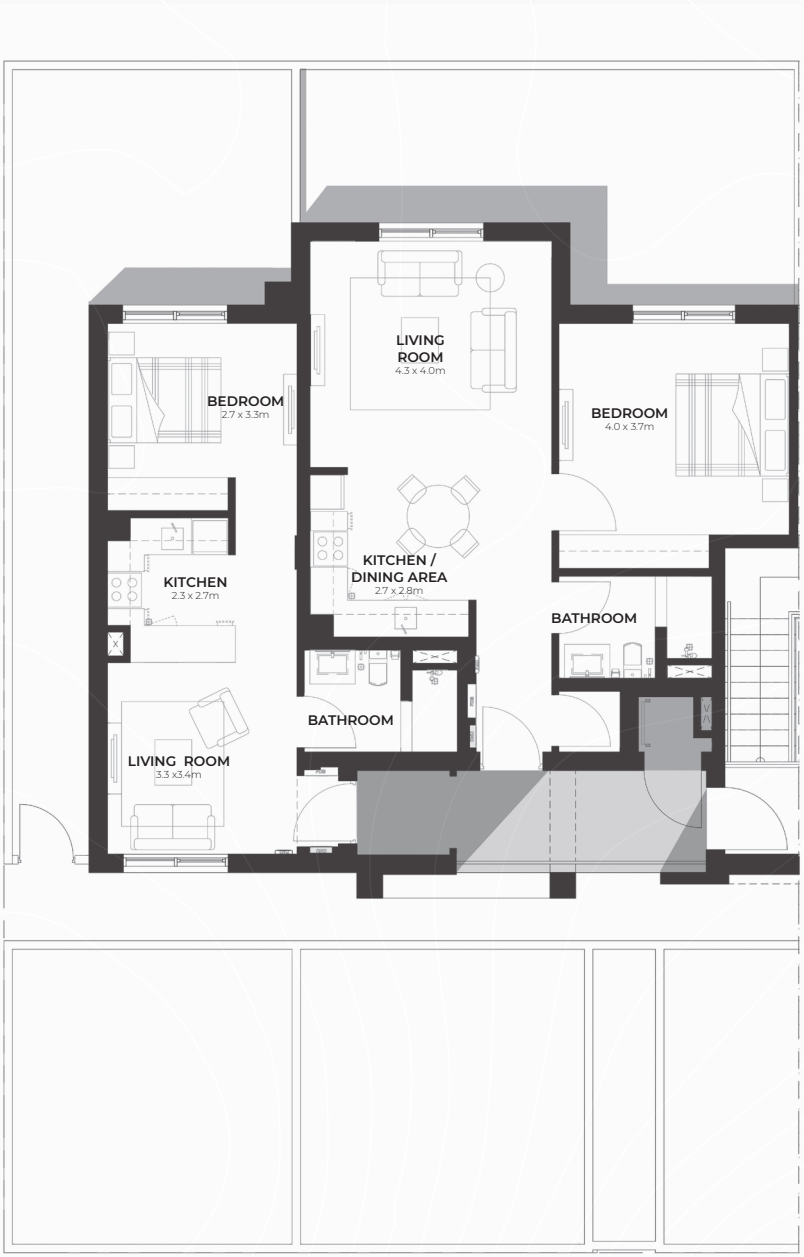 LIVING
ROOM
4.3 x 4.0m
BEDROOM
2.7 x 3.3m
BEDROOM
4.0 x 3.7m
KITCHEN /
DINING AREA
2.7 x 2.8m
KITCHEN
2.3 x 2.7m
BATHROOM
BATHROOM
LIVING ROOM
3.3 x3.4m